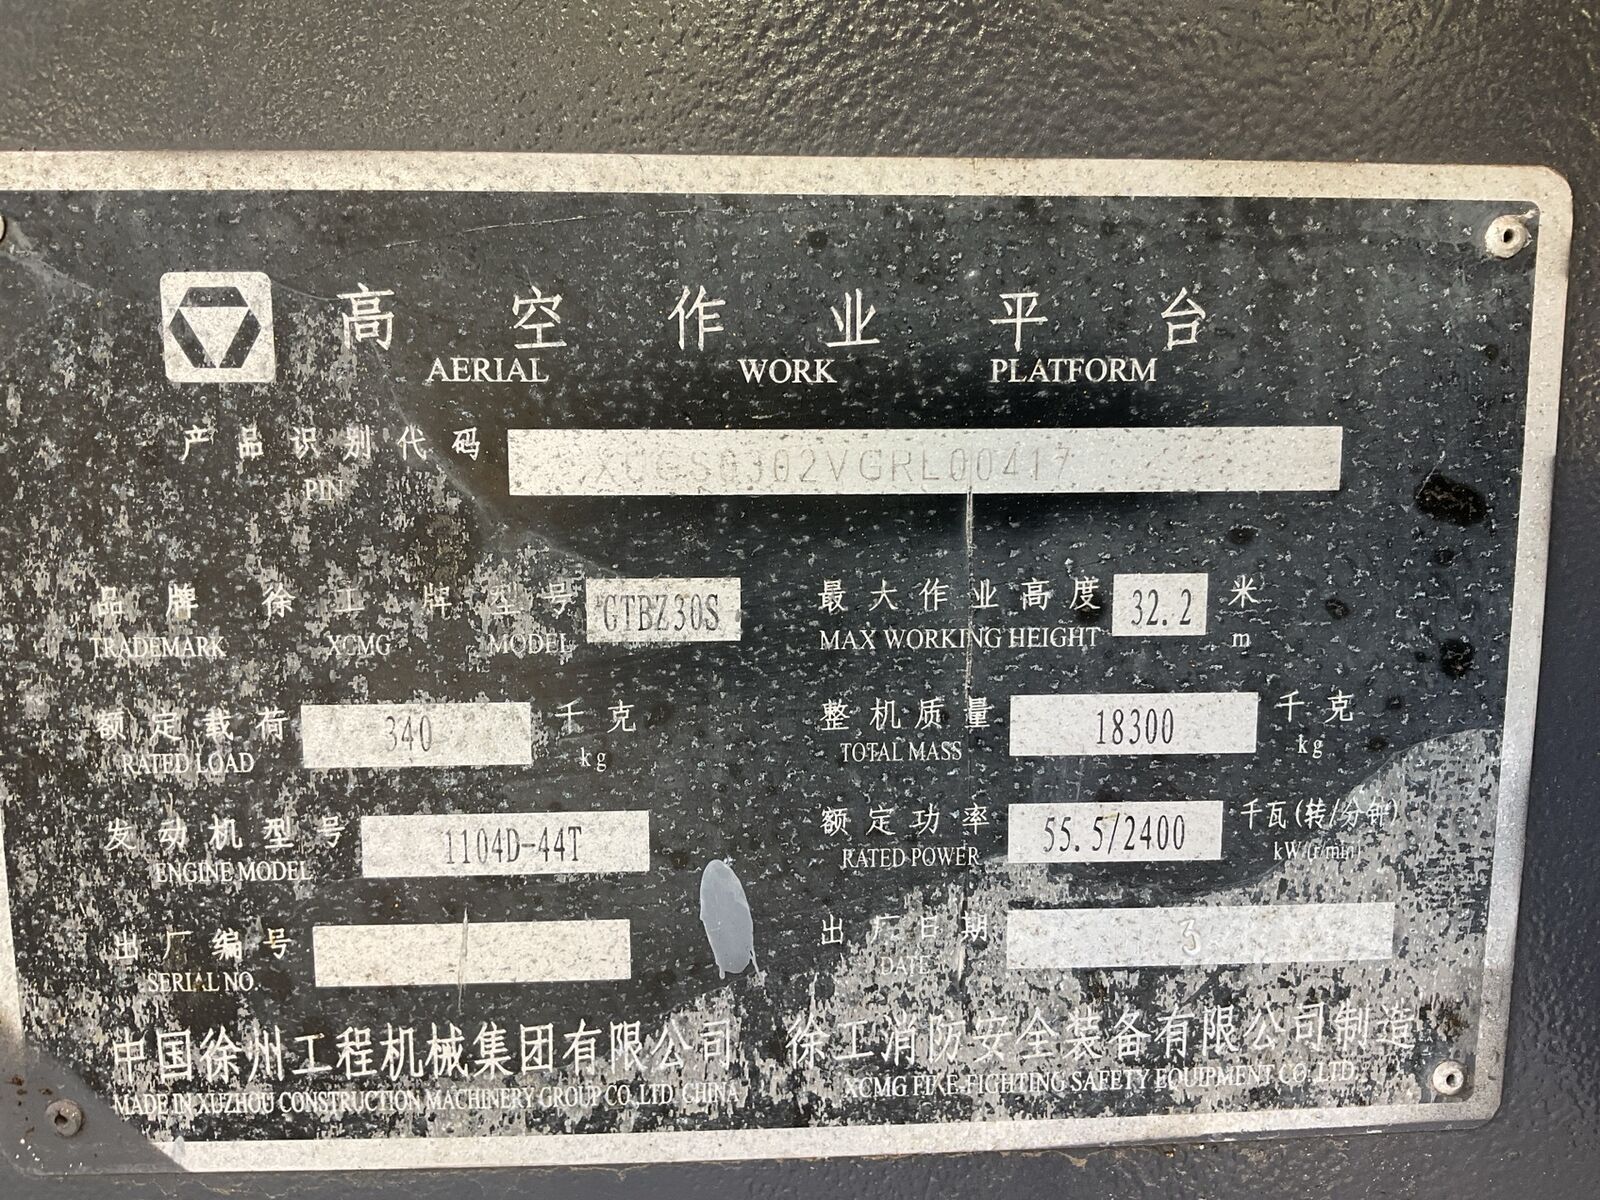 高空作业平台
AERIAL WORK PLATFORM
产品识别代码 XUGS0302VGRL00417
PIN
品牌 徐工牌 型号 GTBZ30S 最大作业高度 32.2 米
TRADEMARK XCMG MODEL MAX WORKING HEIGHT m
额定载荷 340 千克 整机质量 18300 千克
RATED LOAD kg TOTAL MASS kg
发动机型号 1104D-44T 额定功率 55.5/2400 千瓦(转/分钟)
ENGINE MODEL RATED POWER kW/(r/min)
出厂编号 出厂日期 3
SERIAL NO DATE
中国徐州工程机械集团有限公司 徐工消防安全装备有限公司制造
MADE IN XUZHOU CONSTRUCTION MACHINERY GROUP CO.,LTD. CHINA XCMG FIRE-FIGHTING SAFETY EQUIPMENT CO.,LTD.